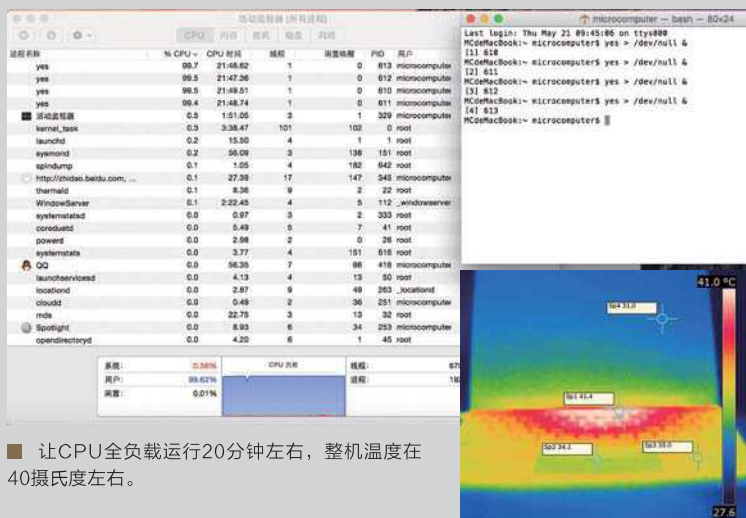 活动监视器 (所有进程)
CPU 内存 能耗 磁盘 网络
进程名称 % CPU CPU 时间 线程 闲置唤醒 PID 用户
yes 99.7 21:46.62 1 0 613 microcomputer
yes 99.5 21:47.36 1 0 612 microcomputer
yes 99.5 21:49.51 1 0 610 microcomputer
yes 99.4 21:48.74 1 0 611 microcomputer
活动监视器 0.5 1:51.05 3 1 329 microcomputer
kernel_task 0.3 3:38.47 101 102 0 root
launchd 0.2 15.50 4 1 1 root
sysmond 0.2 56.09 3 136 151 root
spindump 0.1 1.05 4 182 642 root
http://zhidao.baidu.com, ... 0.1 27.39 17 147 345 microcomputer
thermald 0.1 8.36 9 2 22 root
WindowServer 0.1 2:22.45 4 5 112 _windowserver
systemstatsd 0.0 0.97 3 2 333 root
coreduetd 0.0 5.49 5 7 41 root
powerd 0.0 2.98 2 0 26 root
systemstats 0.0 3.77 4 151 616 root
QQ 0.0 56.35 7 66 416 microcomputer
launchservicesd 0.0 4.13 4 13 50 root
locationd 0.0 2.87 9 49 263 _locationd
cloudd 0.0 0.49 2 36 251 microcomputer
mds 0.0 22.75 3 13 32 root
Spotlight 0.0 8.93 6 34 253 microcomputer
opendirectoryd 0.0 4.20 6 1 45 root
系统: 0.36% CPU 负载 线程:
用户: 99.62% 进程:
闲置: 0.01%
microcomputer — bash — 80×24
Last login: Thu May 21 09:45:06 on ttys000
MCdeMacBook:~ microcomputer$ yes > /dev/null &
[1] 610
MCdeMacBook:~ microcomputer$ yes > /dev/null &
[2] 611
MCdeMacBook:~ microcomputer$ yes > /dev/null &
[3] 612
MCdeMacBook:~ microcomputer$ yes > /dev/null &
[4] 613
MCdeMacBook:~ microcomputer$
41.0 °C
Sp4 31.0
Sp1 41.4
Sp2 34.1
Sp3 35.0
27.6
让CPU全负载运行20分钟左右，整机温度在
40摄氏度左右。